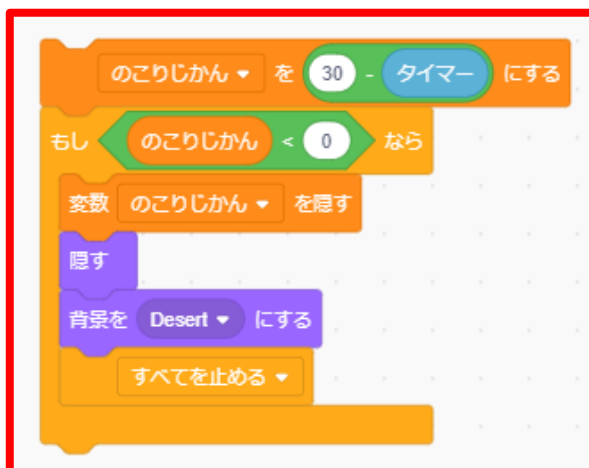 のこりじかん を 30 - タイマー にする
もし のこりじかん < 0 なら
変数 のこりじかん を隠す
隠す
背景を Desert にする
すべてを止める